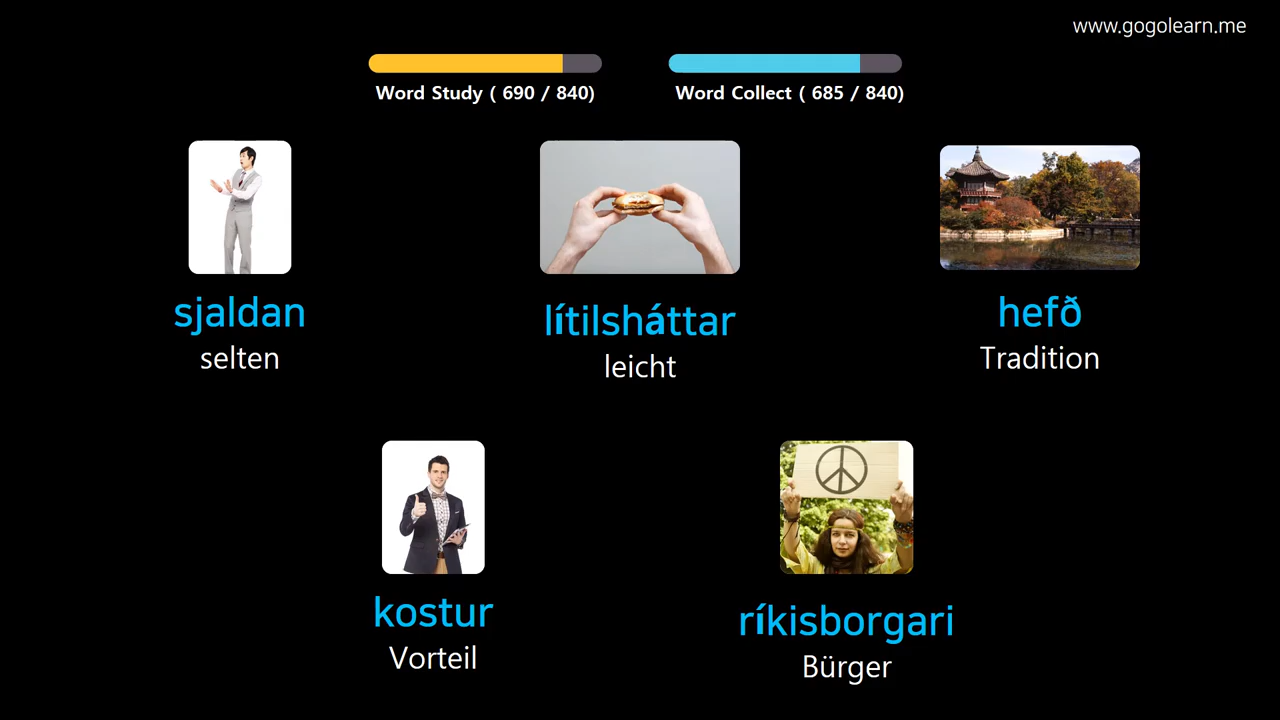 www.gogolearn.me
Word Study ( 690 / 840)
Word Collect ( 685 / 840)
sjaldan
selten
lítilsháttar
leicht
hefð
Tradition
kostur
Vorteil
ríkisborgari
Bürger